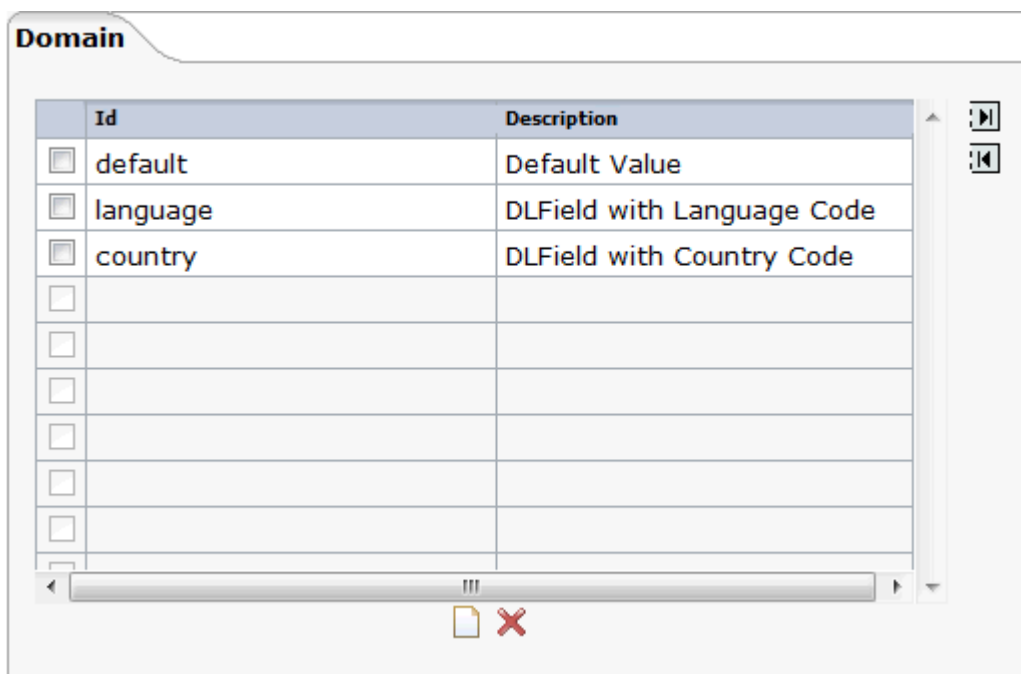 Domain
Id Description
default Default Value
language DLField with Language Code
country DLField with Country Code